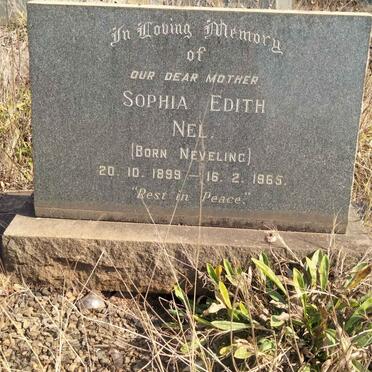 In Loving Memory
of
OUR DEAR MOTHER
SOPHIA EDITH
NEL.
(BORN NEVELING)
20. 10. 1899 — 16. 2. 1965.
"Rest in Peace."